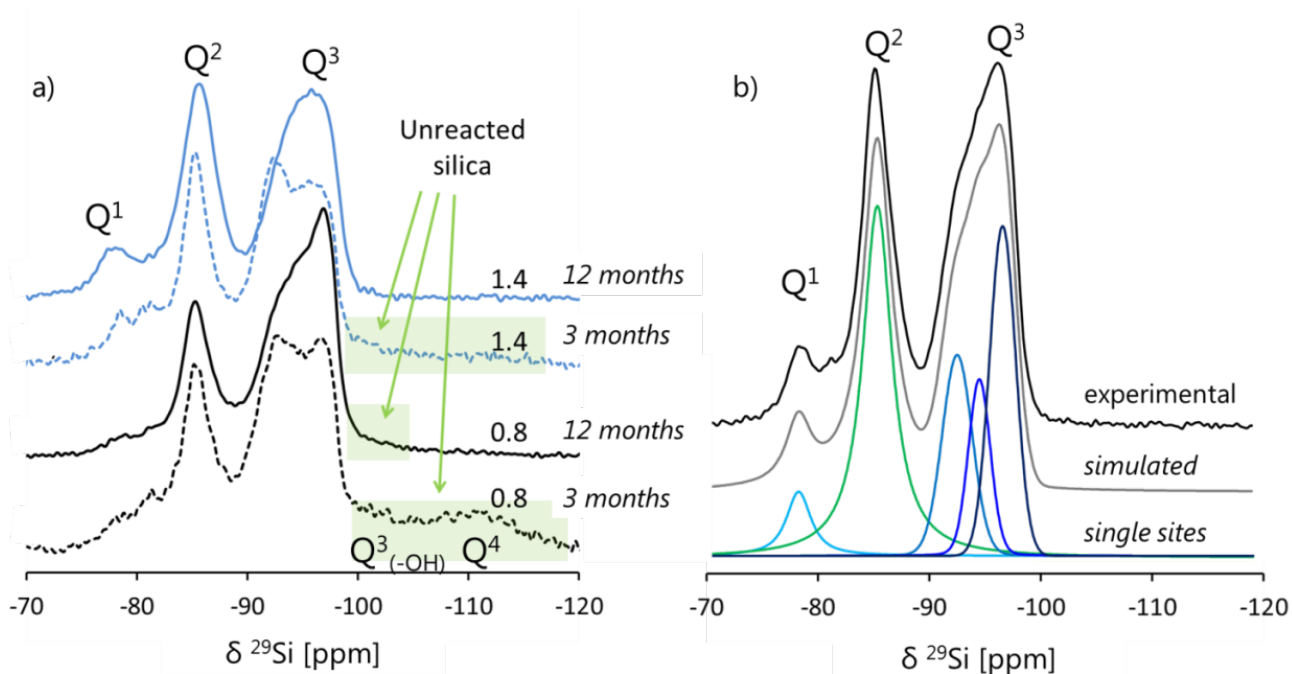 a)
Q²
Q³
Unreacted
silica
Q¹
1.4 12 months
1.4 3 months
0.8 12 months
0.8 3 months
Q³(-OH) Q⁴
-70 -80 -90 -100 -110 -120
δ ²⁹Si [ppm]
b)
Q²
Q³
Q¹
experimental
simulated
single sites
-70 -80 -90 -100 -110 -120
δ ²⁹Si [ppm]